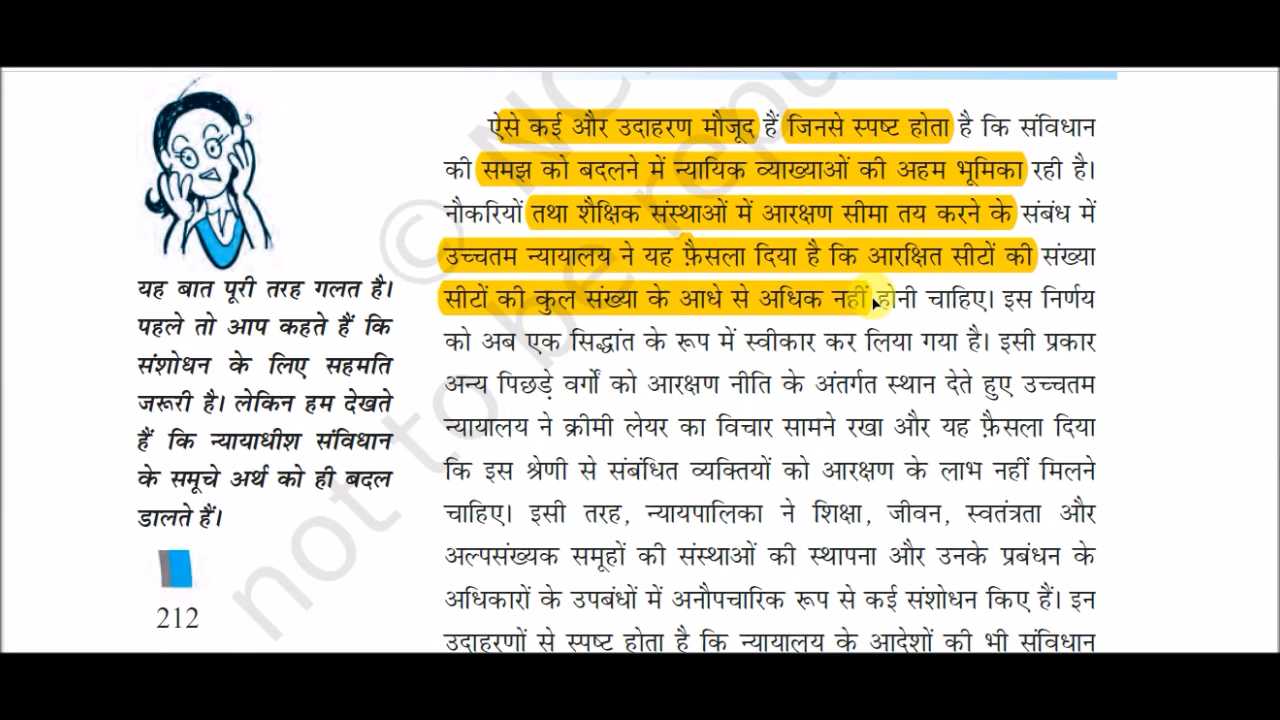 ऐसे कई और उदाहरण मौजूद हैं जिनसे स्पष्ट होता है कि संविधान
की समझ को बदलने में न्यायिक व्याख्याओं की अहम भूमिका रही है।
नौकरियों तथा शैक्षिक संस्थाओं में आरक्षण सीमा तय करने के संबंध में
उच्चतम न्यायालय ने यह फ़ैसला दिया है कि आरक्षित सीटों की संख्या
सीटों की कुल संख्या के आधे से अधिक नहीं होनी चाहिए। इस निर्णय
को अब एक सिद्धांत के रूप में स्वीकार कर लिया गया है। इसी प्रकार
अन्य पिछड़े वर्गों को आरक्षण नीति के अंतर्गत स्थान देते हुए उच्चतम
न्यायालय ने क्रीमी लेयर का विचार सामने रखा और यह फ़ैसला दिया
कि इस श्रेणी से संबंधित व्यक्तियों को आरक्षण के लाभ नहीं मिलने
चाहिए। इसी तरह, न्यायपालिका ने शिक्षा, जीवन, स्वतंत्रता और
अल्पसंख्यक समूहों की संस्थाओं की स्थापना और उनके प्रबंधन के
अधिकारों के उपबंधों में अनौपचारिक रूप से कई संशोधन किए हैं। इन
उदाहरणों से स्पष्ट होता है कि न्यायालय के आदेशों की भी संविधान
यह बात पूरी तरह गलत है।
पहले तो आप कहते हैं कि
संशोधन के लिए सहमति
जरूरी है। लेकिन हम देखते
हैं कि न्यायाधीश संविधान
के समूचे अर्थ को ही बदल
डालते हैं।
212
© NC
not to be rep